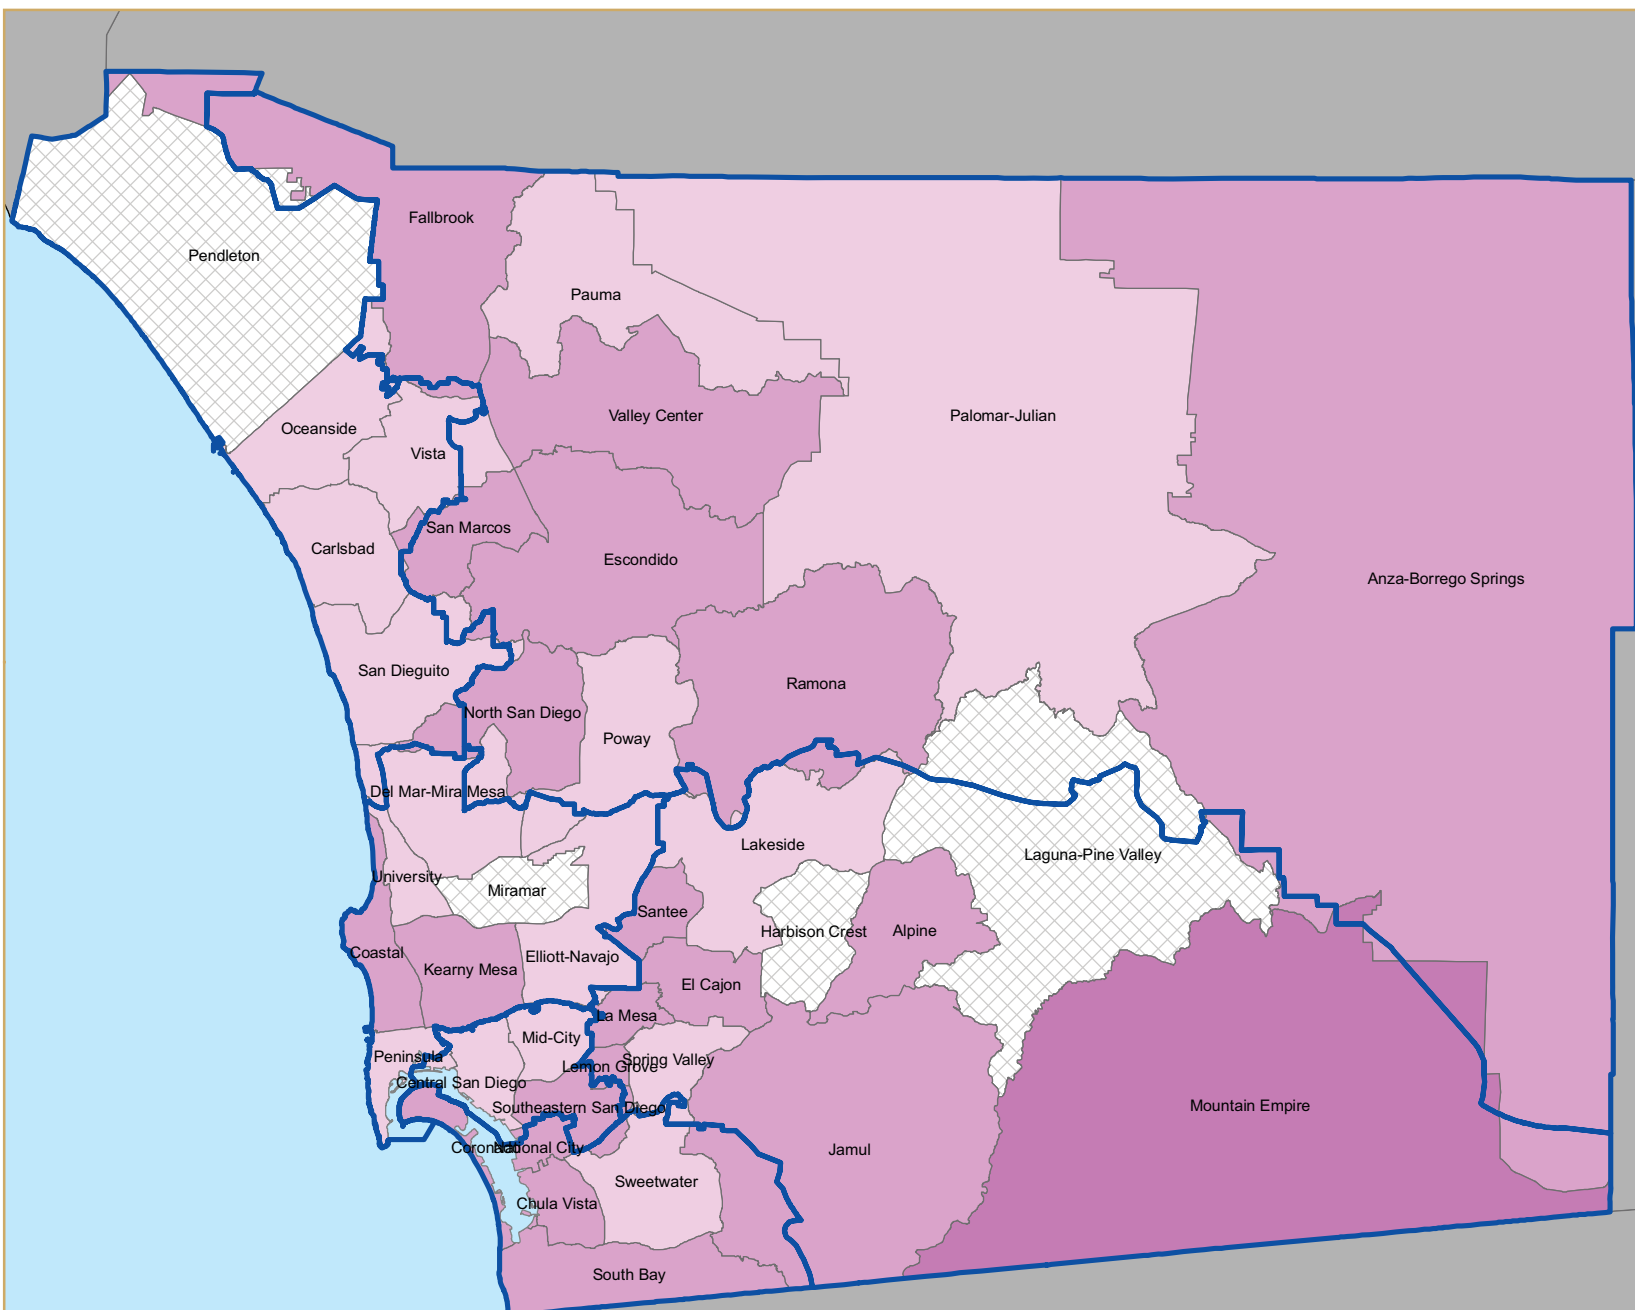 Fallbrook
Pendleton
Pauma
Valley Center
Palomar-Julian
Oceanside
Vista
San Marcos
Carlsbad
Escondido
Anza-Borrego Springs
San Dieguito
Ramona
North San Diego
Poway
Del Mar-Mira Mesa
Lakeside
Laguna-Pine Valley
University
Miramar
Santee
Harbison Crest
Alpine
Coastal
Elliott-Navajo
Kearny Mesa
El Cajon
La Mesa
Mid-City
Peninsula
Spring Valley
Lemon Grove
Central San Diego
Southeastern San Diego
Mountain Empire
Coronado
National City
Jamul
Sweetwater
Chula Vista
South Bay